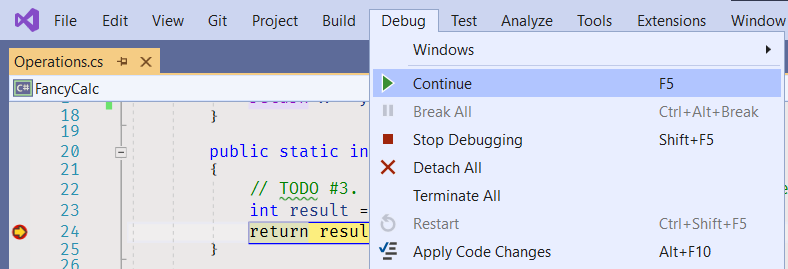 File Edit View Git Project Build Debug Test Analyze Tools Extensions Window
Operations.cs
Windows
C# FancyCalc
Continue F5
18 }
Break All Ctrl+Alt+Break
19
Stop Debugging Shift+F5
20 public static in
21 {
Detach All
22 // TODO #3.
Terminate All
23 int result =
Restart Ctrl+Shift+F5
24 return resul
25 }
Apply Code Changes Alt+F10
26